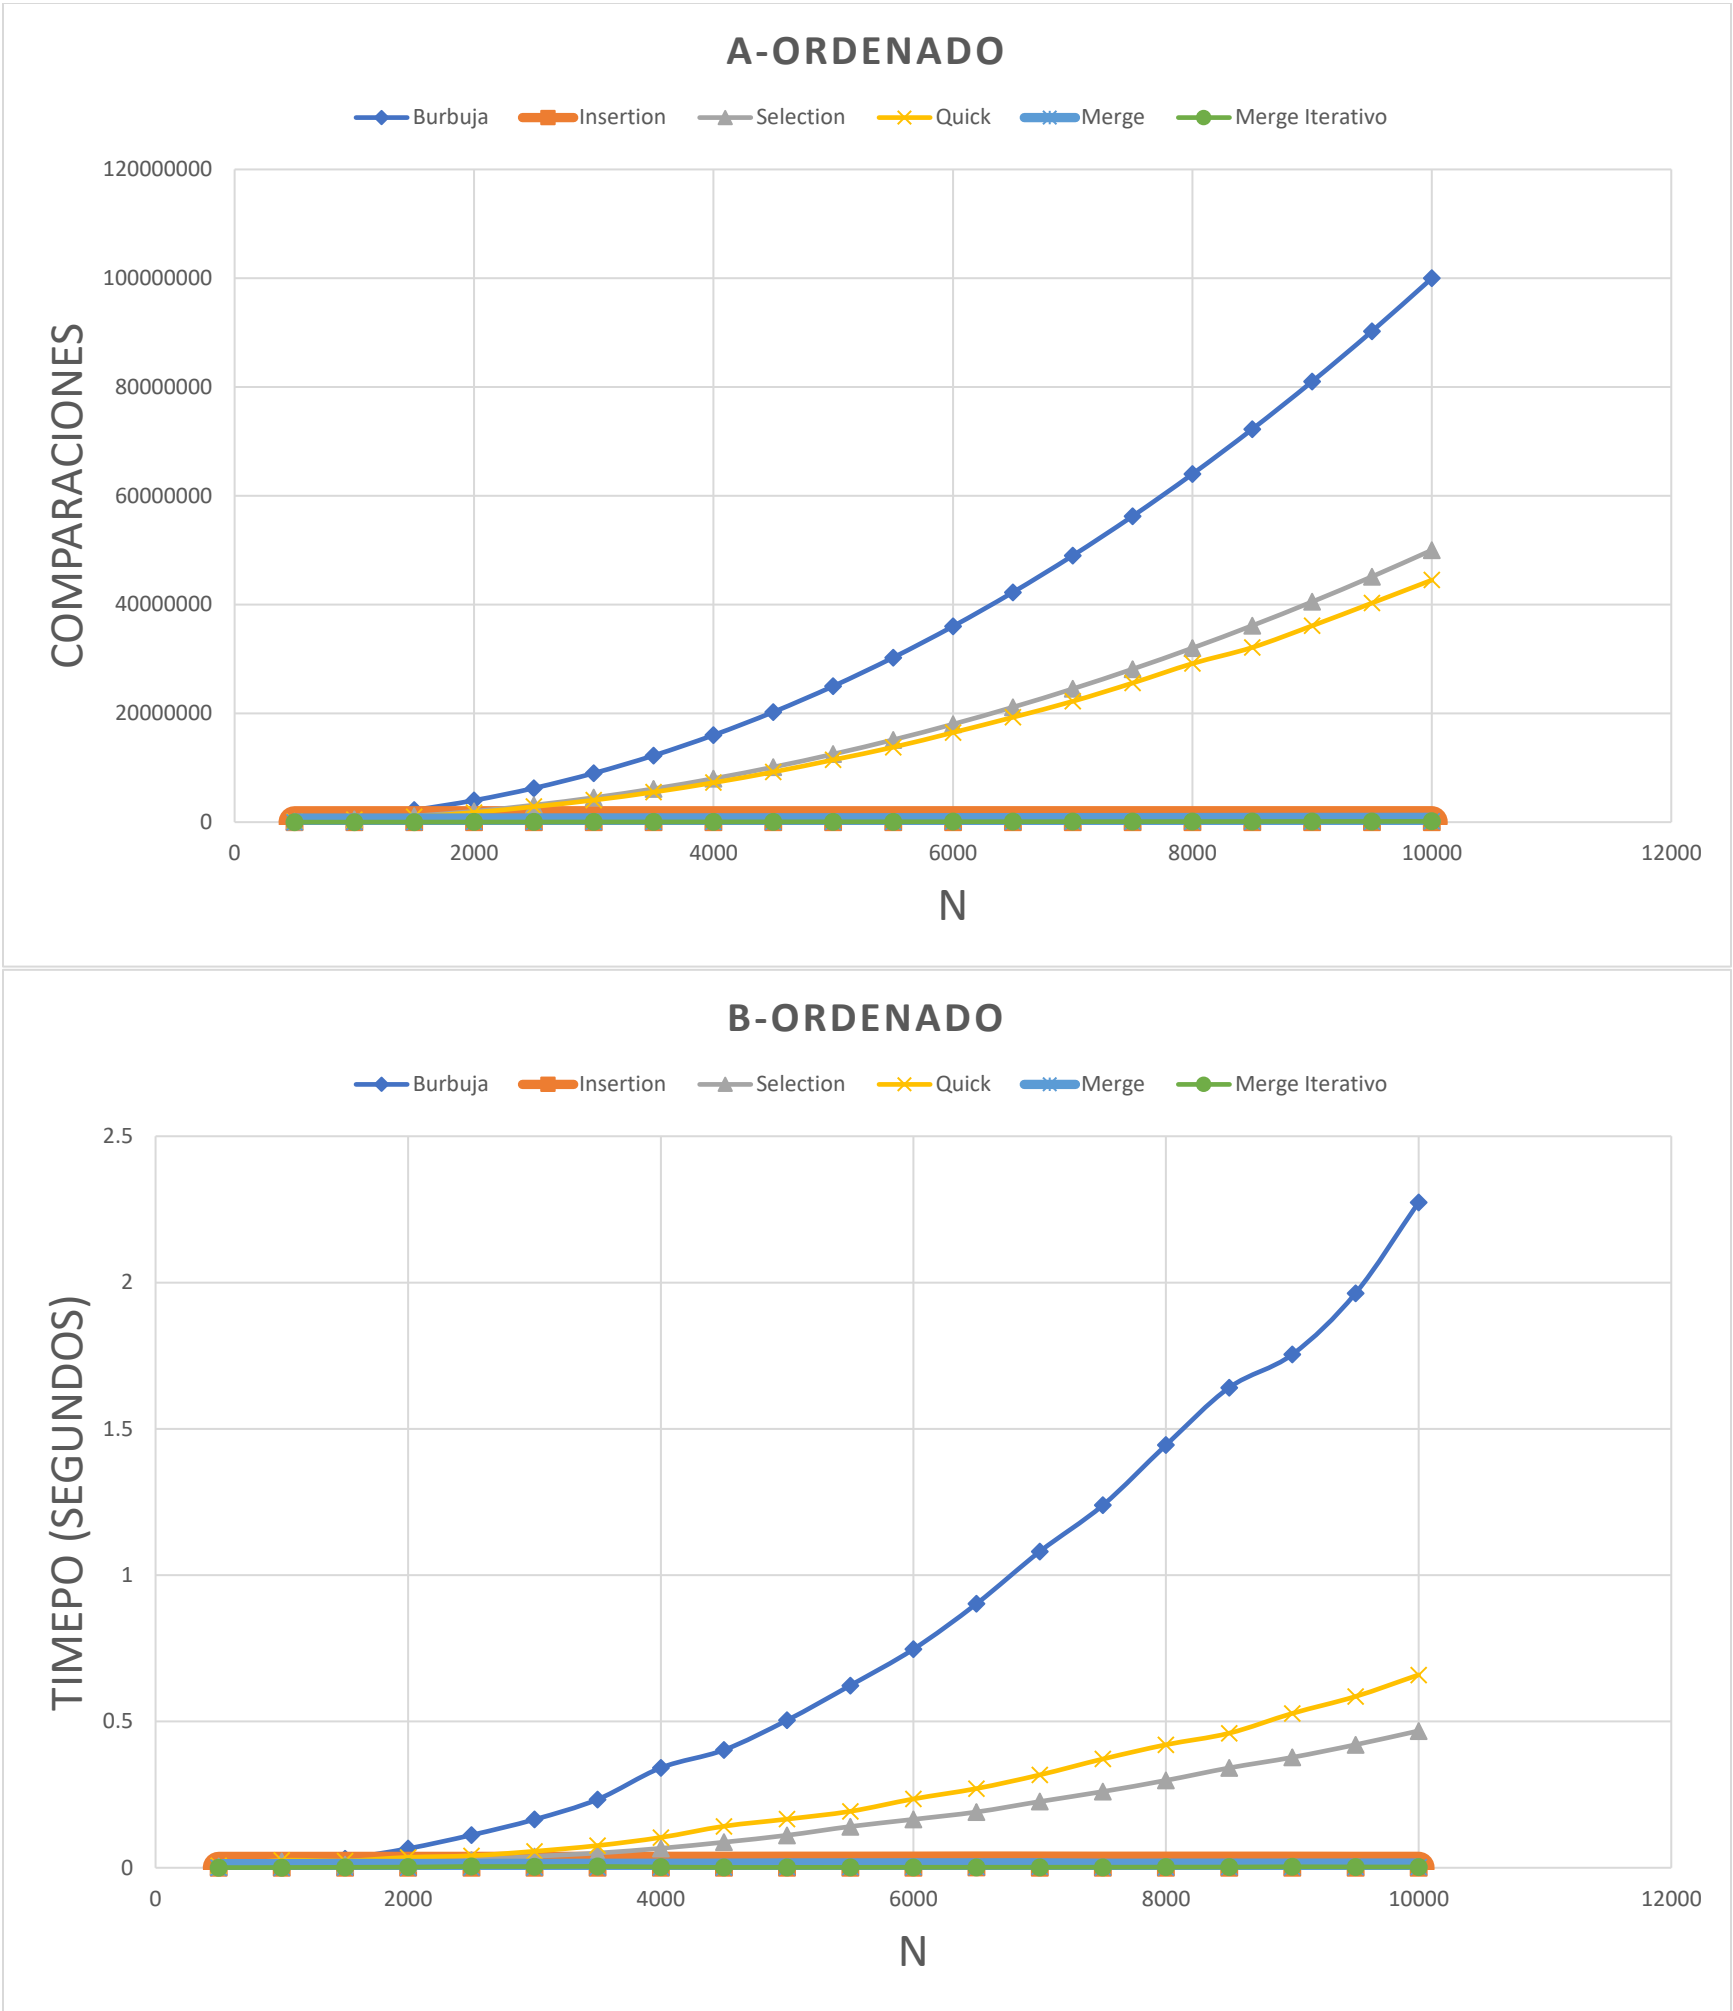 A-ORDENADO
Burbuja Insertion Selection Quick Merge Merge Iterativo
120000000
100000000
80000000
60000000
40000000
20000000
0
COMPARACIONES
0 2000 4000 6000 8000 10000 12000
N
B-ORDENADO
Burbuja Insertion Selection Quick Merge Merge Iterativo
2.5
2
1.5
1
0.5
0
TIMEPO (SEGUNDOS)
0 2000 4000 6000 8000 10000 12000
N